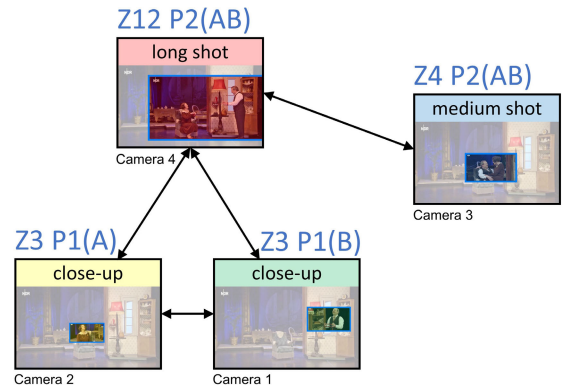 Z12 P2(AB)
long shot
Camera 4
Z4 P2(AB)
medium shot
Camera 3
Z3 P1(A)
close-up
Camera 2
Z3 P1(B)
close-up
Camera 1